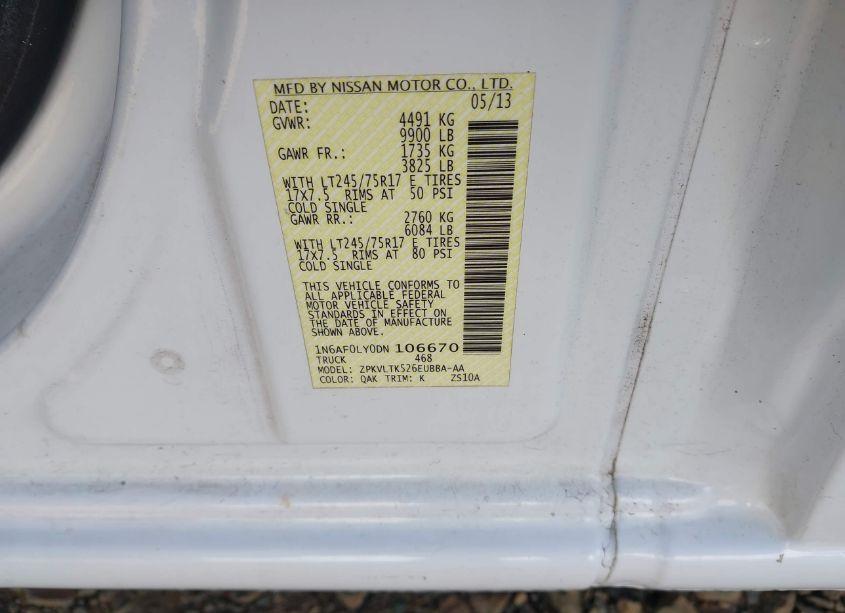 MFD BY NISSAN MOTOR CO., LTD.
DATE: 05/13
GVWR: 4491 KG
9900 LB
GAWR FR.: 1735 KG
3825 LB
WITH LT245/75R17 E TIRES
17X7.5 RIMS AT 50 PSI
COLD SINGLE
GAWR RR.: 2760 KG
6084 LB
WITH LT245/75R17 E TIRES
17X7.5 RIMS AT 80 PSI
COLD SINGLE
THIS VEHICLE CONFORMS TO
ALL APPLICABLE FEDERAL
MOTOR VEHICLE SAFETY
STANDARDS IN EFFECT ON
THE DATE OF MANUFACTURE
SHOWN ABOVE.
1N6AF0LY0DN 106670
TRUCK 468
MODEL: ZPKVLTK526EUBBA-AA
COLOR: QAK TRIM: K ZS10A